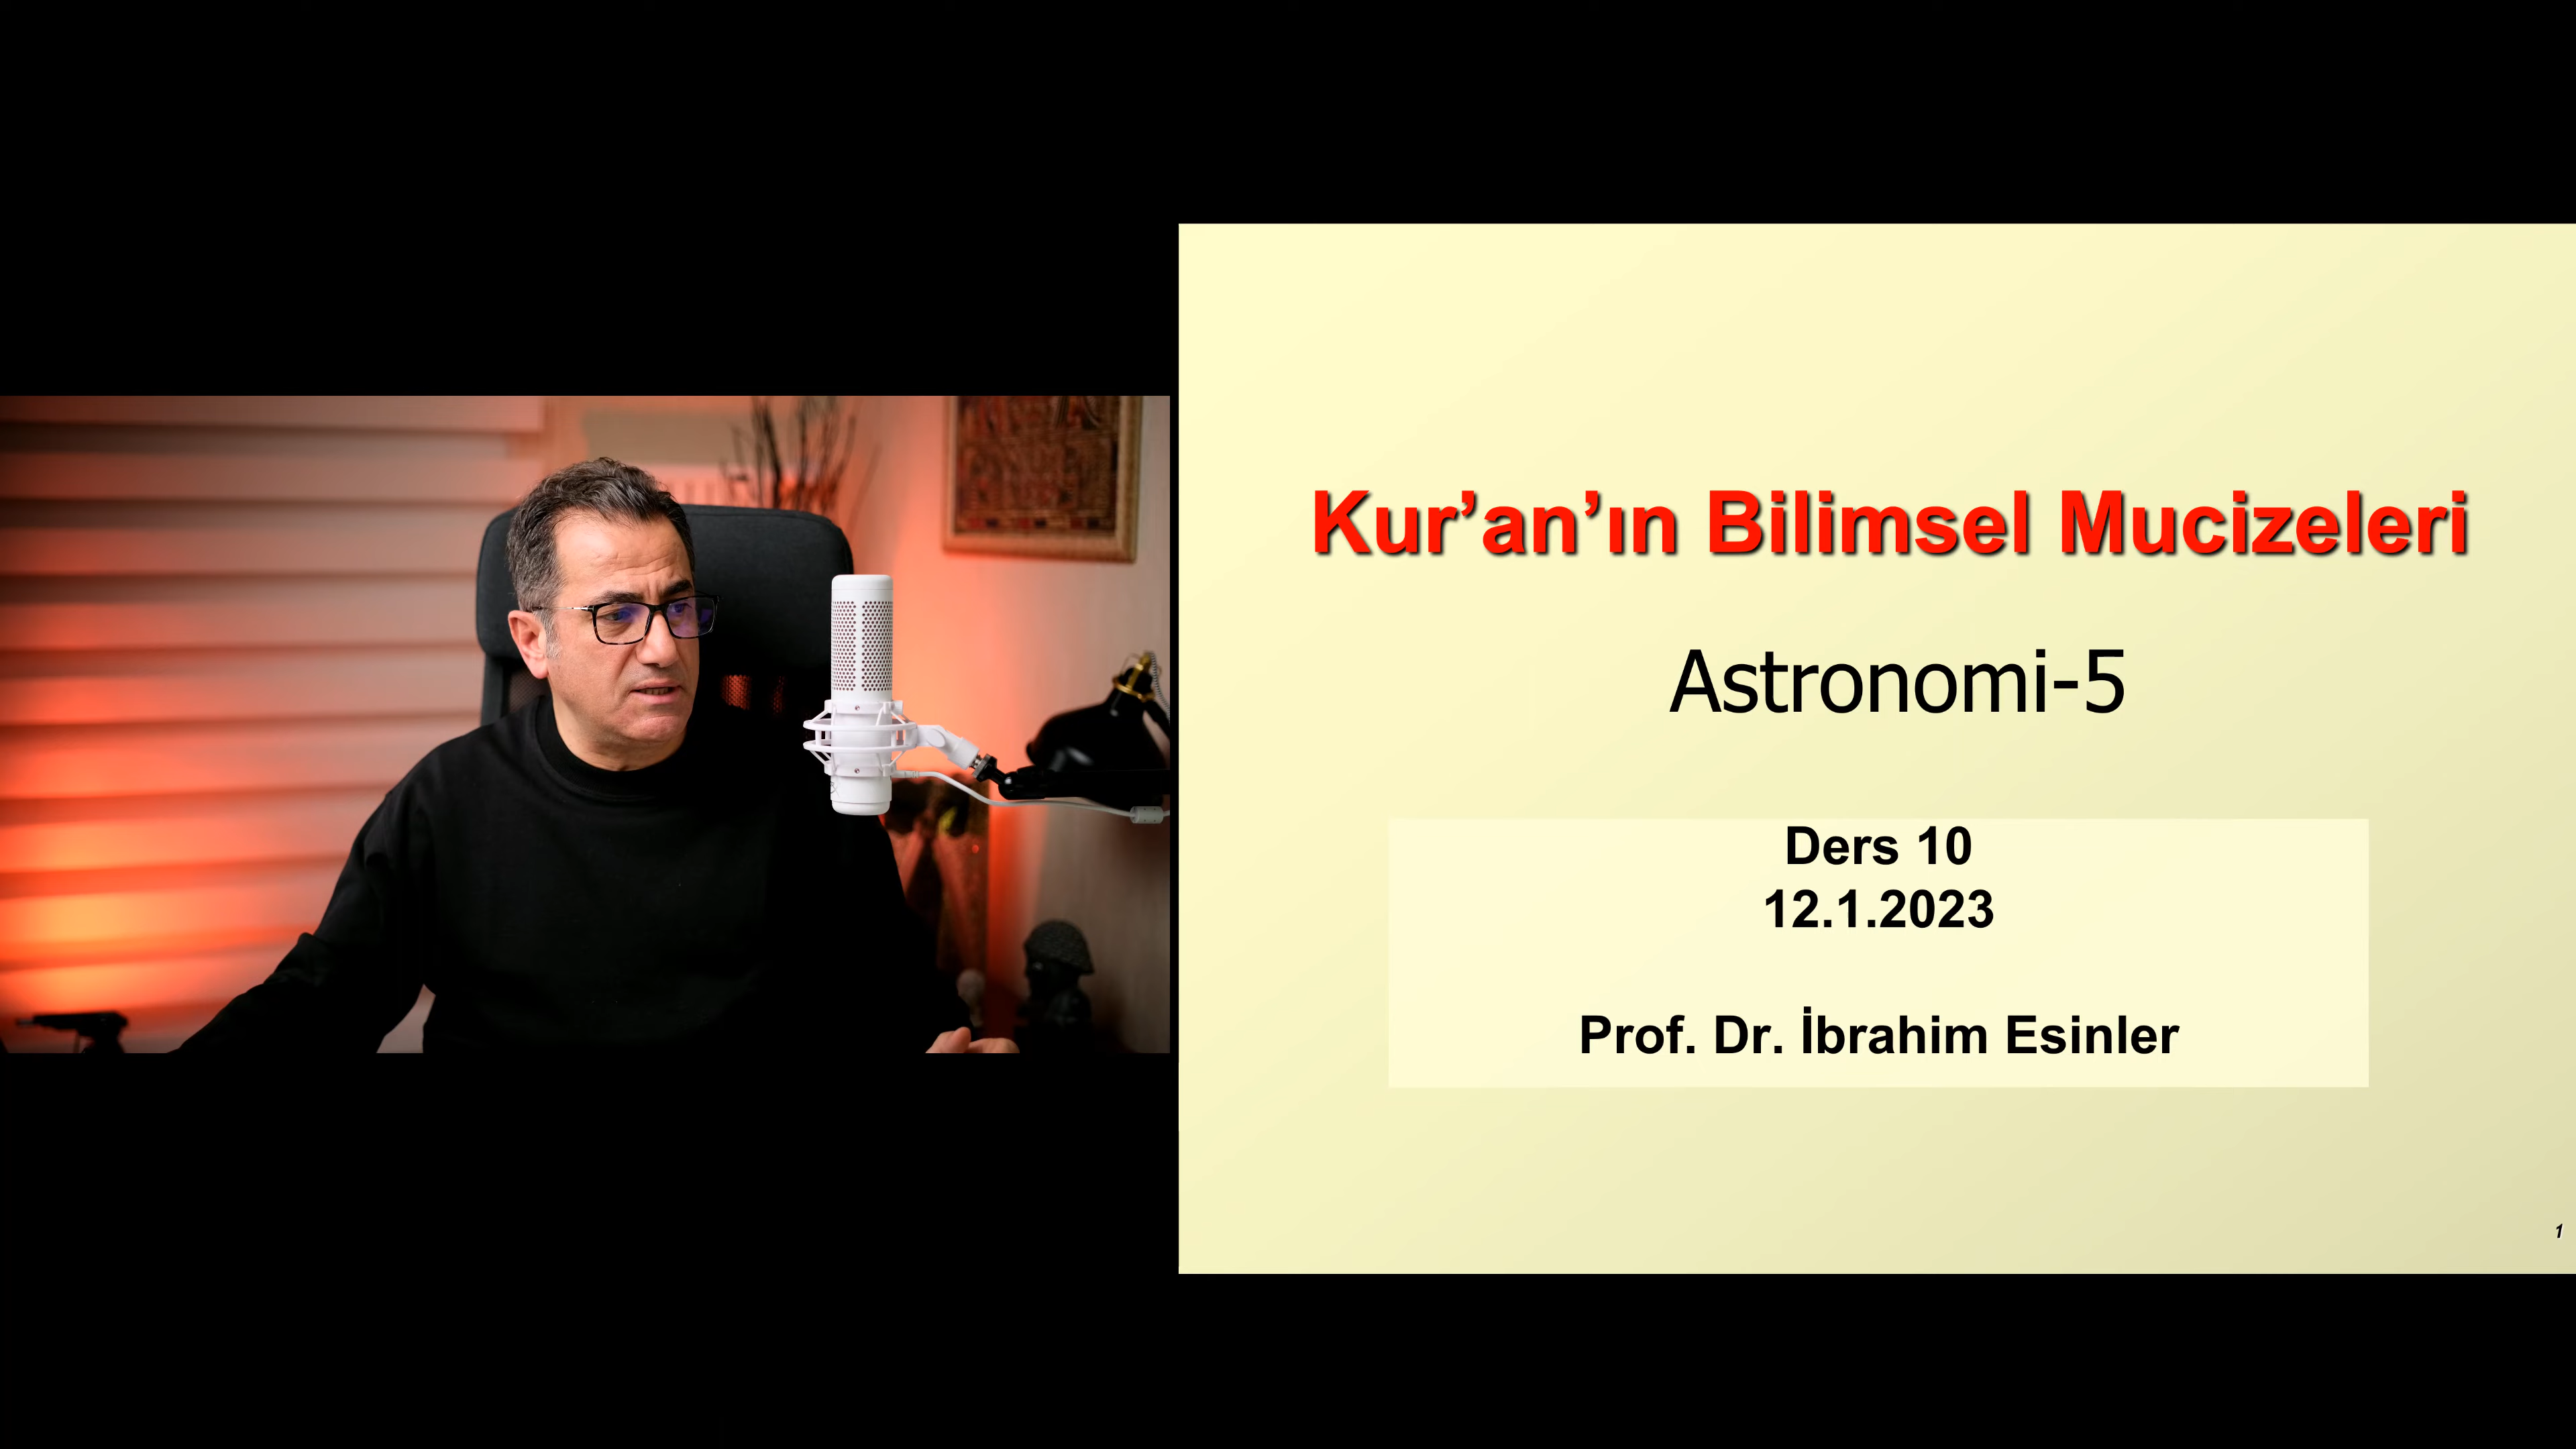 Kur’an’ın Bilimsel Mucizeleri
Astronomi-5
Ders 10
12.1.2023
Prof. Dr. İbrahim Esinler
1